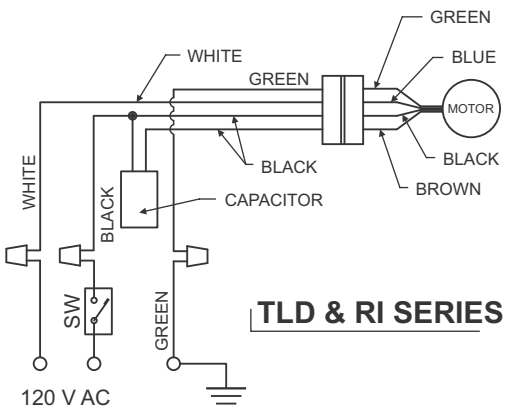 GREEN
WHITE
BLUE
GREEN
MOTOR
BLACK
BLACK
BROWN
WHITE
BLACK
CAPACITOR
SW
GREEN
TLD & RI SERIES
120 V AC